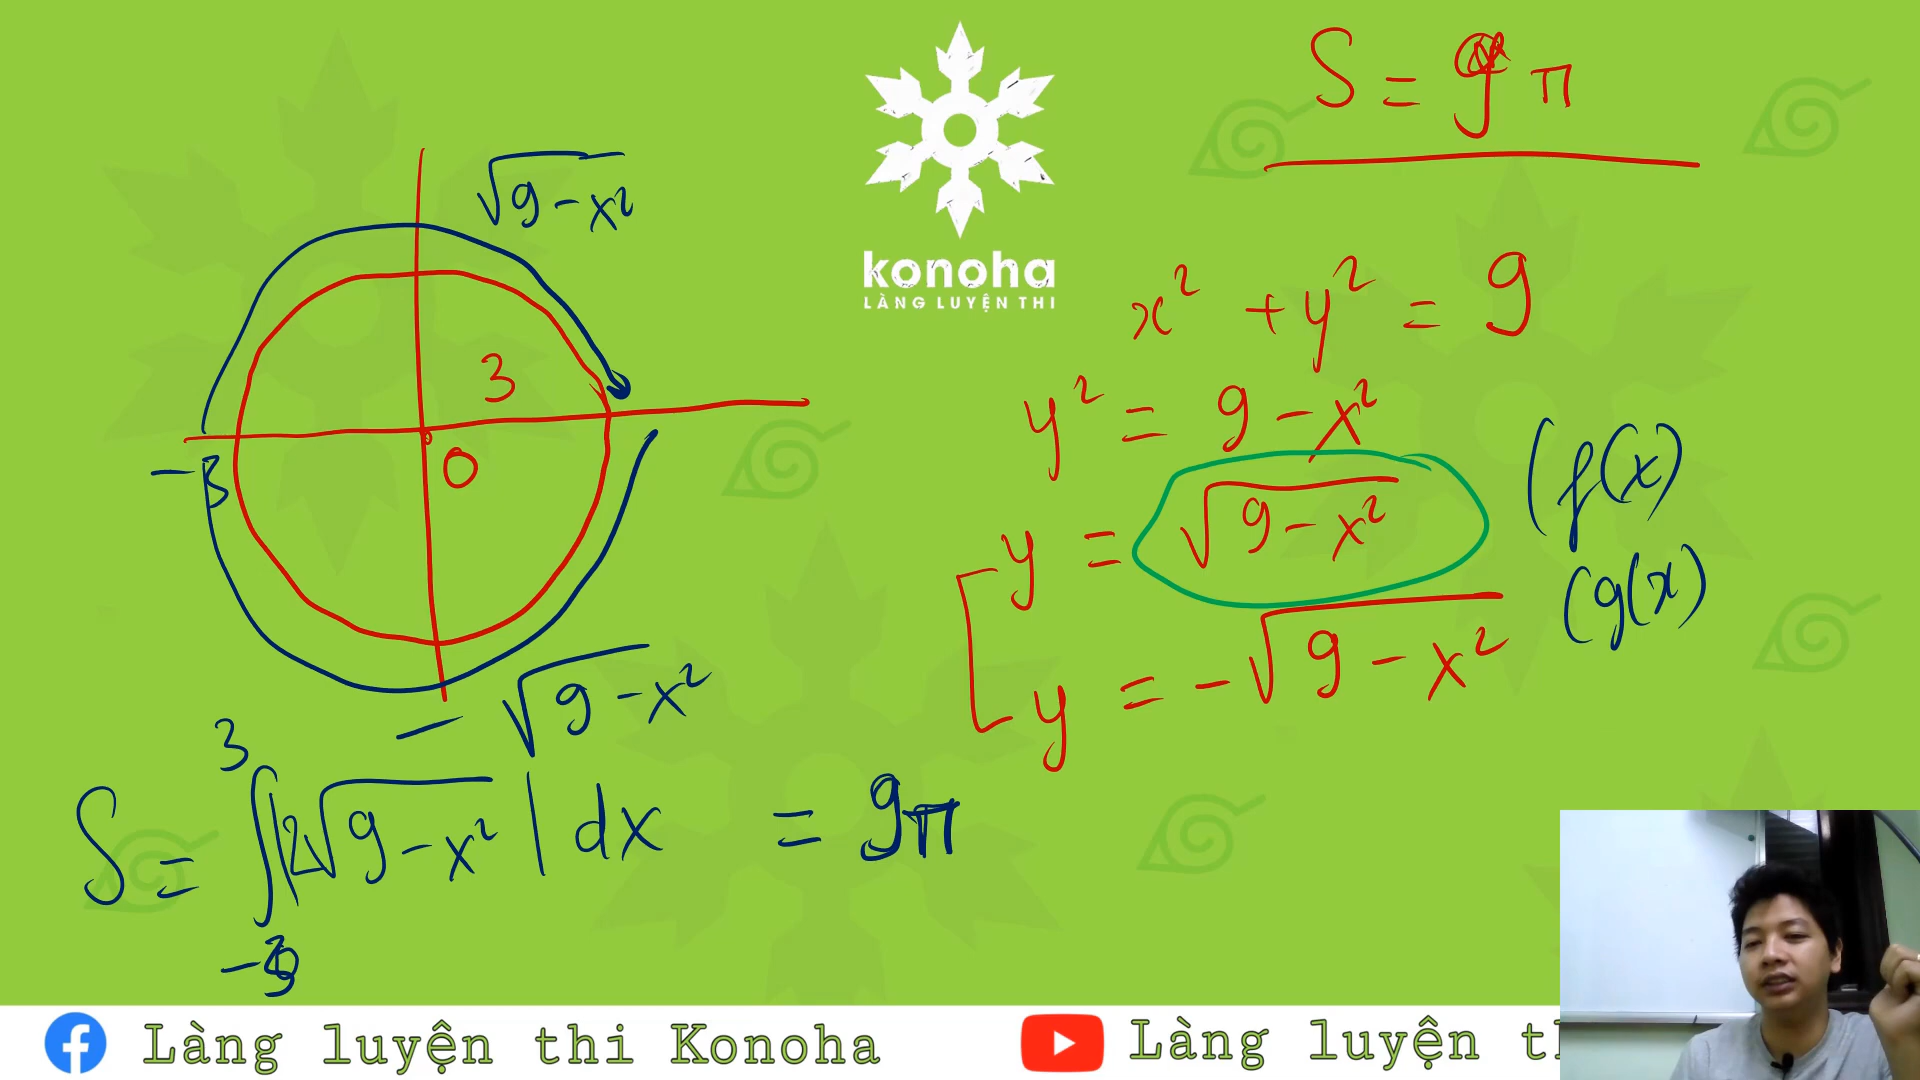 S = 9π
konoha
LÀNG LUYỆN THI
√9-x²
x² + y² = 9
3
y² = 9 - x²
-3
0
y = √9-x²
(f(x)
y = -√9-x²
(g(x)
-√9-x²
S = ∫ 3 -3 |2√9-x²| dx = 9π
Làng luyện thi Konoha
Làng luyện t